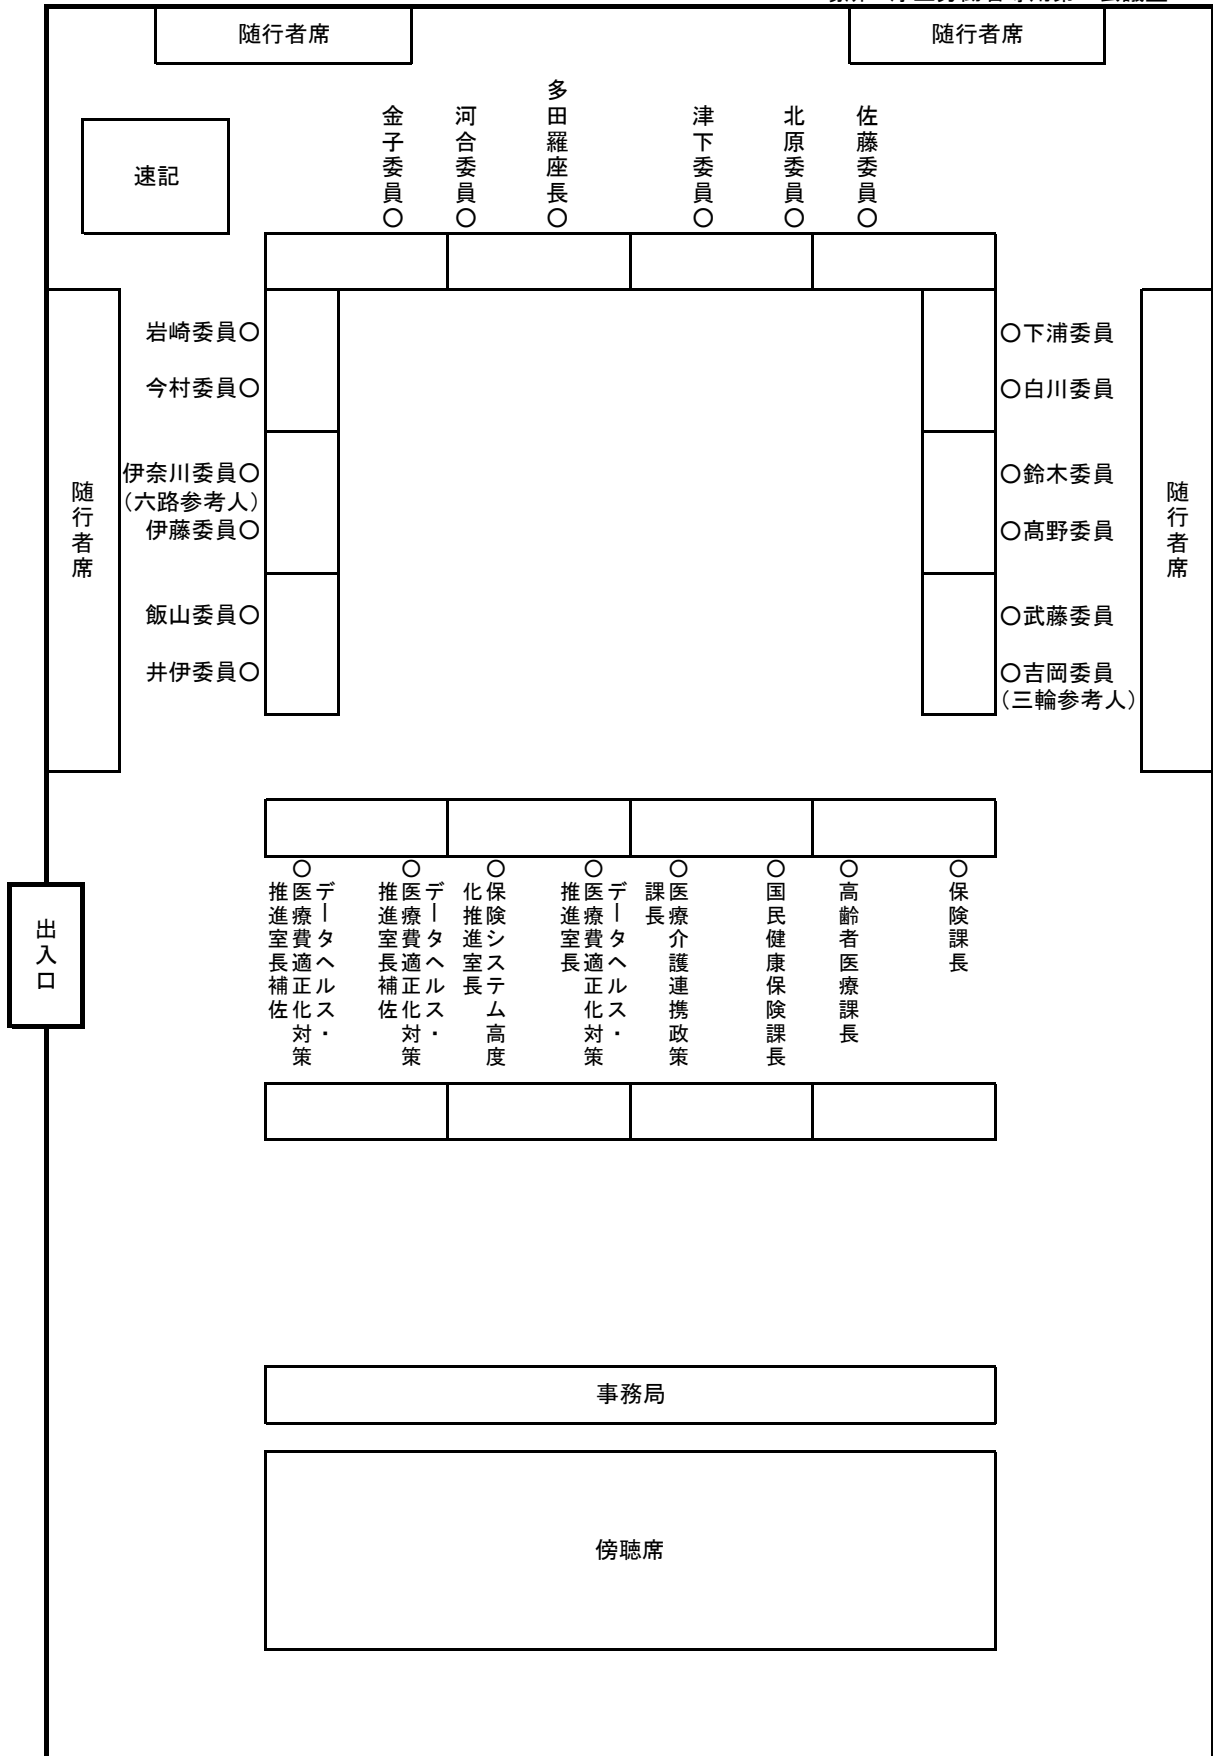 随行者席
随行者席
金子委員○
河合委員○
多田羅座長○
津下委員○
北原委員○
佐藤委員○
速記
岩崎委員○
今村委員○
伊奈川委員○
(六路参考人)
伊藤委員○
飯山委員○
井伊委員○
随行者席
○下浦委員
○白川委員
○鈴木委員
○髙野委員
○武藤委員
○吉岡委員
(三輪参考人)
随行者席
出入口
○
データヘルス・
医療費適正化対策
推進室長補佐
○
データヘルス・
医療費適正化対策
推進室長補佐
○
保険システム高度
化推進室長
○
データヘルス・
医療費適正化対策
推進室長
○医療介護連携政策
課長
○国民健康保険課長
○高齢者医療課長
○保険課長
事務局
傍聴席